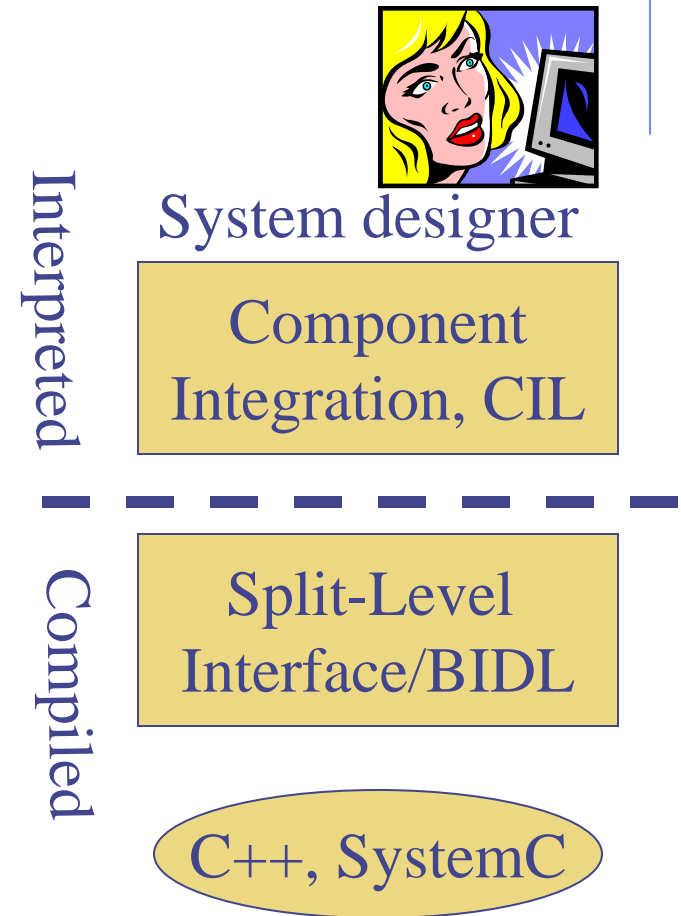 System designer
Interpreted
Component
Integration, CIL
Compiled
Split-Level
Interface/BIDL
C++, SystemC